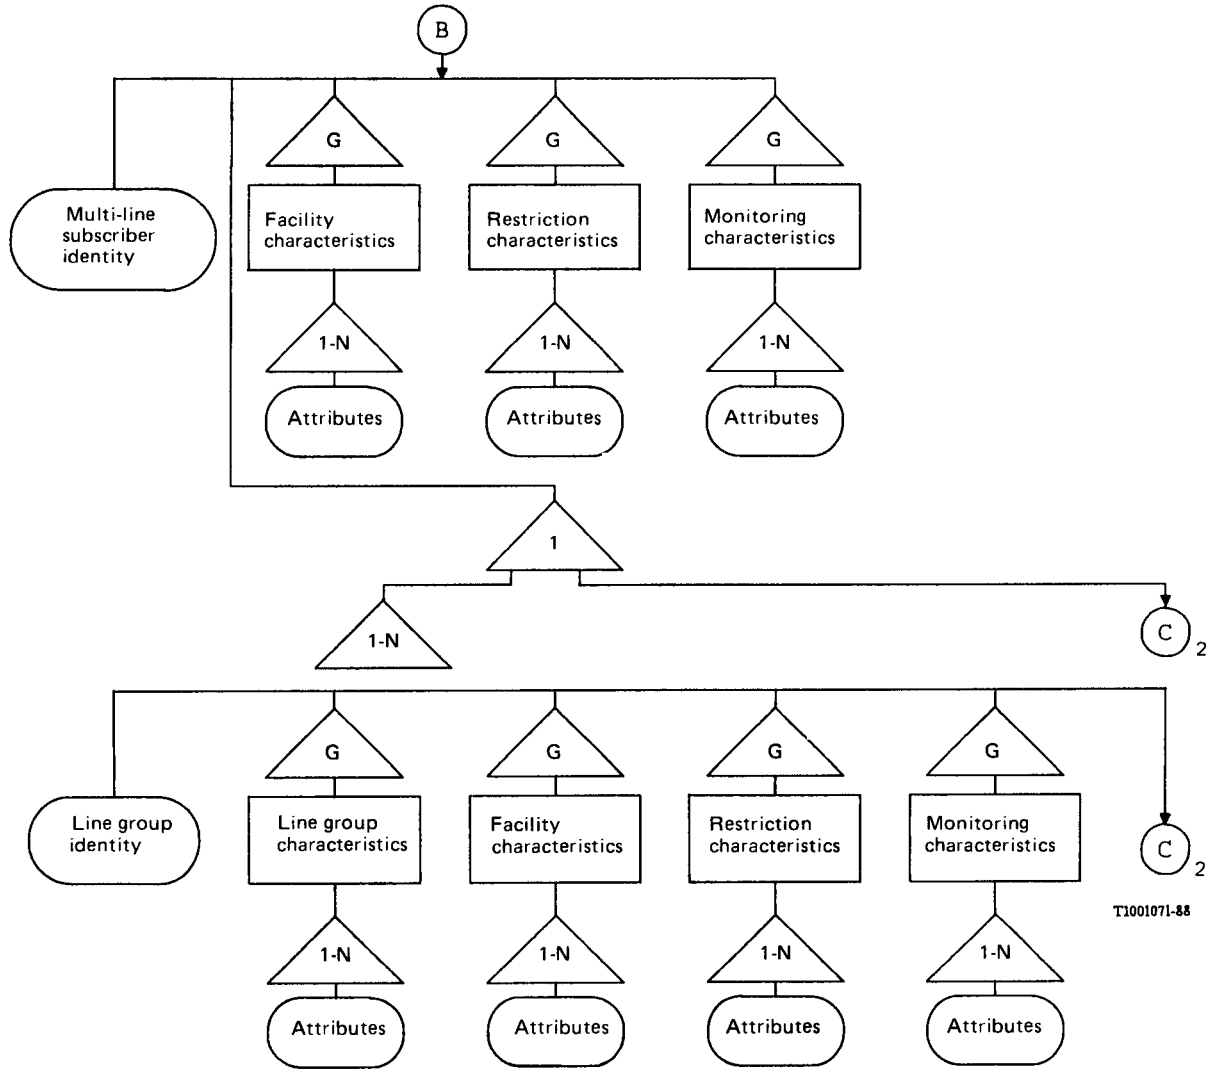 B
G
G
G
Multi-line
subscriber
identity
Facility
characteristics
Restriction
characteristics
Monitoring
characteristics
1-N
1-N
1-N
Attributes
Attributes
Attributes
1
1-N
C
2
G
G
G
G
Line group
identity
Line group
characteristics
Facility
characteristics
Restriction
characteristics
Monitoring
characteristics
C
2
T1001071-88
1-N
1-N
1-N
1-N
Attributes
Attributes
Attributes
Attributes